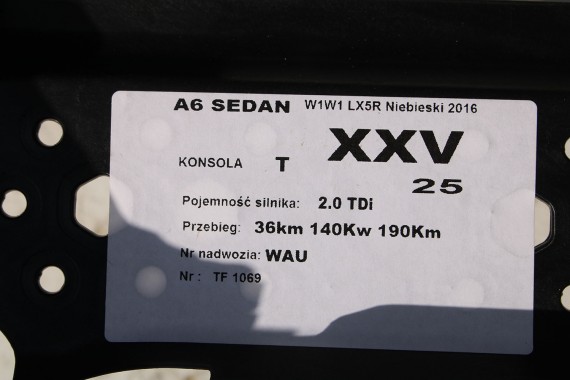 A6 SEDAN W1W1 LX5R Niebieski 2016
XXV
KONSOLA T
25
Pojemność silnika: 2.0 TDi
Przebieg: 36km 140Kw 190Km
Nr nadwozia: WAU
Nr : TF 1069